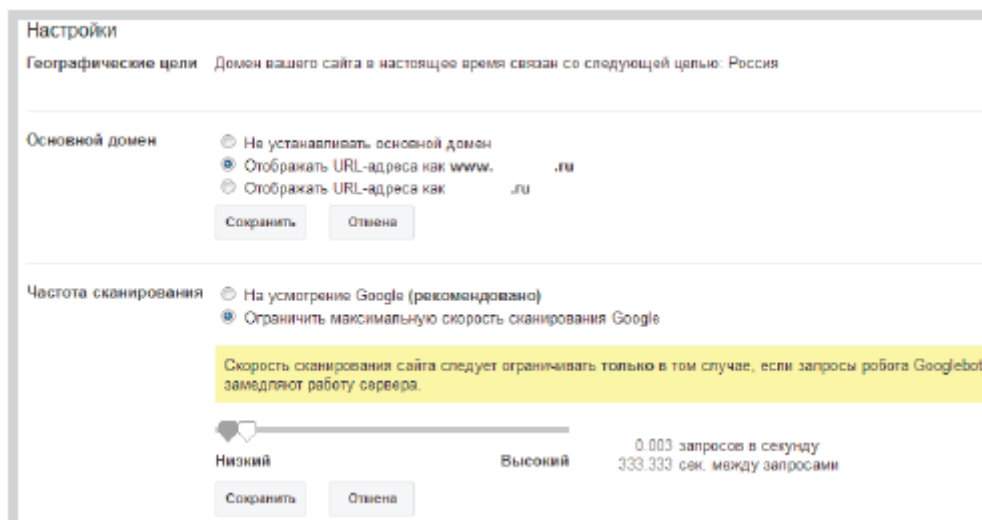 Настройки
Географические цели Домен вашего сайта в настоящее время связан со следующей целью: Россия
Основной домен
Не устанавливать основной домен
Отображать URL-адреса как www. .ru
Отображать URL-адреса как .ru
Сохранить Отмена
Частота сканирования
На усмотрение Google (рекомендовано)
Ограничить максимальную скорость сканирования Google
Скорость сканирования сайта следует ограничивать только в том случае, если запросы робота Googlebot
замедляют работу сервера.
0.003 запросов в секунду
Низкий Высокий 333.333 сек. между запросами
Сохранить Отмена